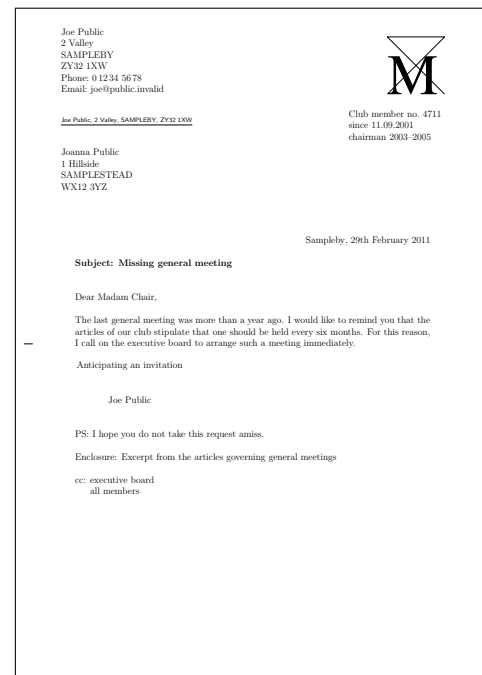 Joe Public
2 Valley
SAMPLEBY
ZY32 1XW
Phone: 0 12 34 56 78
Email: joe@public.invalid
M
Joe Public, 2 Valley, SAMPLEBY, ZY32 1XW
Club member no. 4711
since 11.09.2001
chairman 2003–2005
Joanna Public
1 Hillside
SAMPLESTEAD
WX12 3YZ
Sampleby, 29th February 2011
Subject: Missing general meeting
Dear Madam Chair,
The last general meeting was more than a year ago. I would like to remind you that the
articles of our club stipulate that one should be held every six months. For this reason,
I call on the executive board to arrange such a meeting immediately.
Anticipating an invitation
Joe Public
PS: I hope you do not take this request amiss.
Enclosure: Excerpt from the articles governing general meetings
cc: executive board
all members